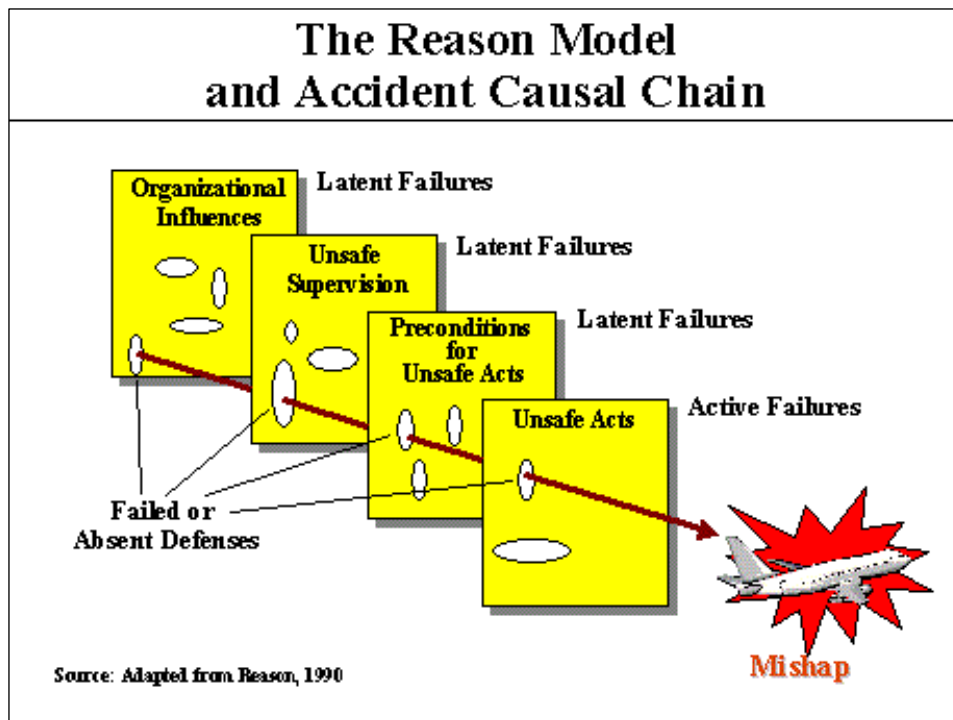 The Reason Model
and Accident Causal Chain
Organizational
Influences
Latent Failures
Unsafe
Supervision
Latent Failures
Preconditions
for
Unsafe Acts
Latent Failures
Unsafe Acts
Active Failures
Failed or
Absent Defenses
Mishap
Source: Adapted from Reason, 1990